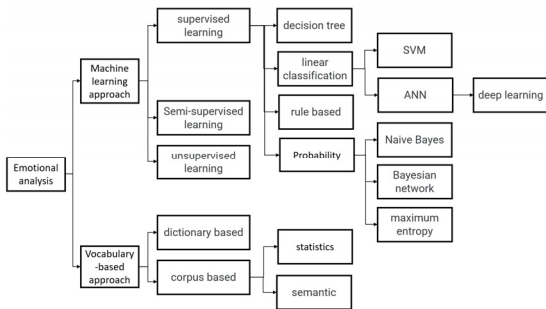 supervised
learning
decision tree
linear
classification
SVM
Machine
learning
approach
ANN
deep learning
Semi-supervised
learning
rule based
Naive Bayes
unsupervised
learning
Probability
Emotional
analysis
Bayesian
network
maximum
entropy
dictionary based
Vocabulary
-based
approach
statistics
corpus based
semantic